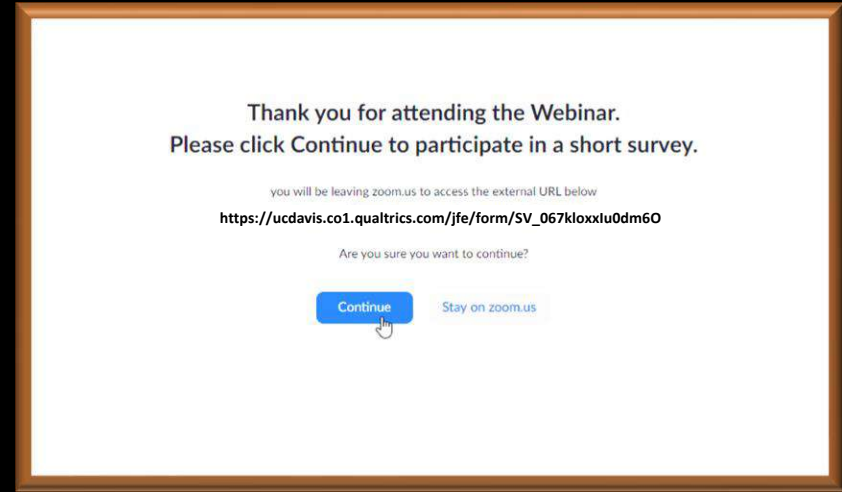 Thank you for attending the Webinar.
Please click Continue to participate in a short survey.
you will be leaving zoom.us to access the external URL below
https://ucdavis.co1.qualtrics.com/jfe/form/SV_067kloxxIu0dm6O
Are you sure you want to continue?
Continue Stay on zoom.us